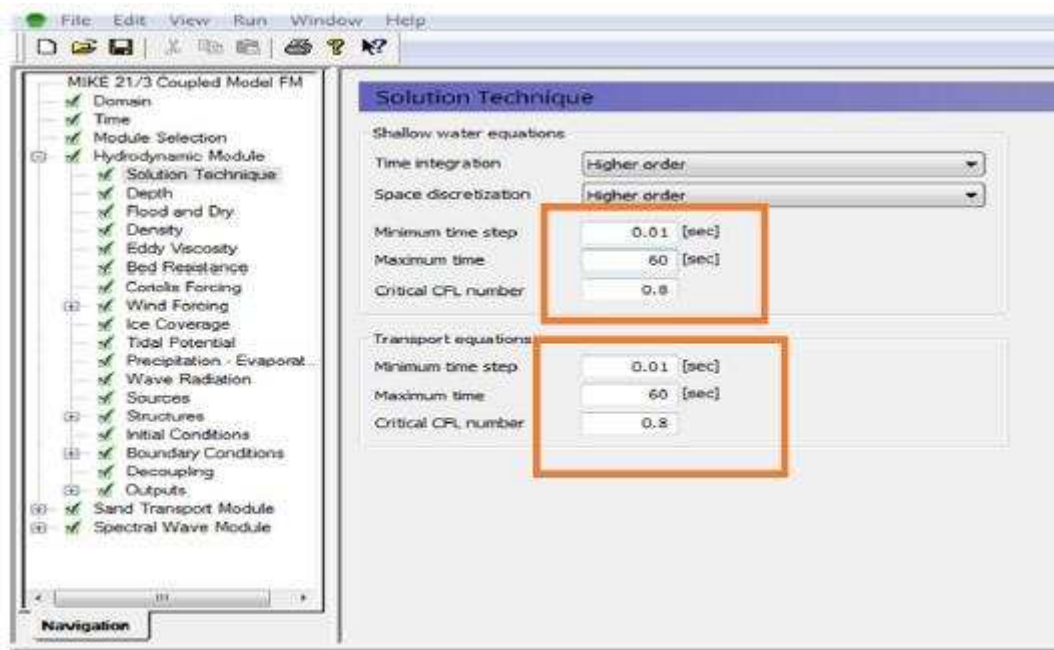 File Edit View Run Window Help
MIKE 21/3 Coupled Model FM
Domain
Time
Module Selection
Hydrodynamic Module
Solution Technique
Depth
Flood and Dry
Density
Eddy Viscosity
Bed Resistance
Coriolis Forcing
Wind Forcing
Ice Coverage
Tidal Potential
Precipitation - Evaporat...
Wave Radiation
Sources
Structures
Initial Conditions
Boundary Conditions
Decoupling
Outputs
Sand Transport Module
Spectral Wave Module
Navigation
Solution Technique
Shallow water equations
Time integration Higher order
Space discretization Higher order
Minimum time step 0.01 [sec]
Maximum time 60 [sec]
Critical CFL number 0.8
Transport equations
Minimum time step 0.01 [sec]
Maximum time 60 [sec]
Critical CFL number 0.8